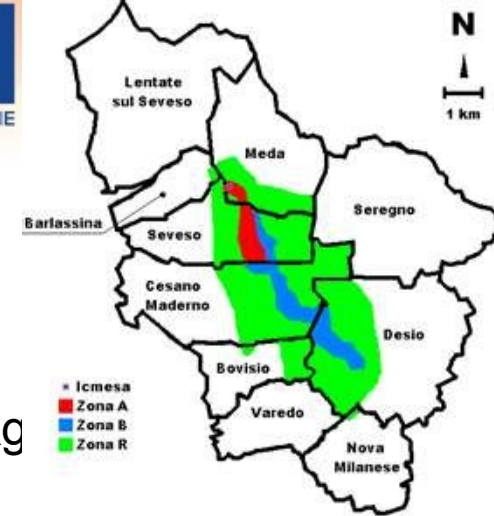 NE
N
1 km
Lentate
sul Seveso
Meda
Barlassina
Seregno
Seveso
Cesano
Maderno
Desio
Bovisio
Icmesa
Zona A
Zona B
Zona R
Varedo
Nova
Milanese